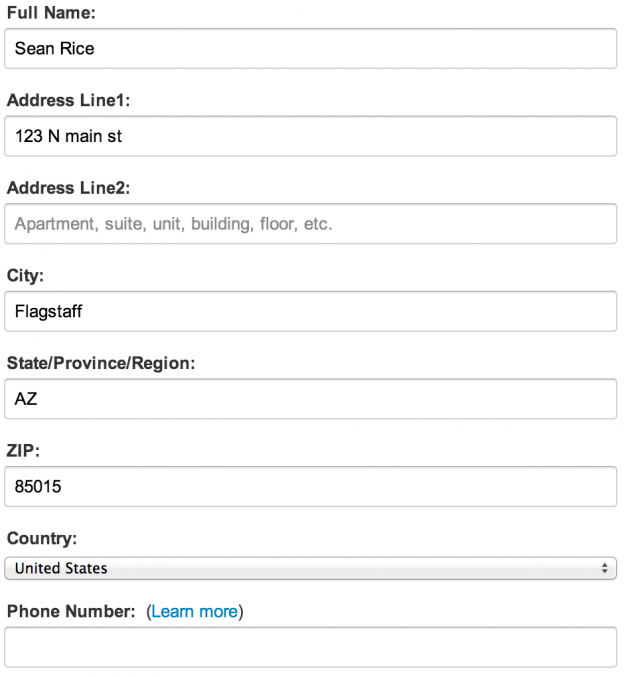 Full Name:
Sean Rice
Address Line1:
123 N main st
Address Line2:
Apartment, suite, unit, building, floor, etc.
City:
Flagstaff
State/Province/Region:
AZ
ZIP:
85015
Country:
United States
Phone Number: (Learn more)